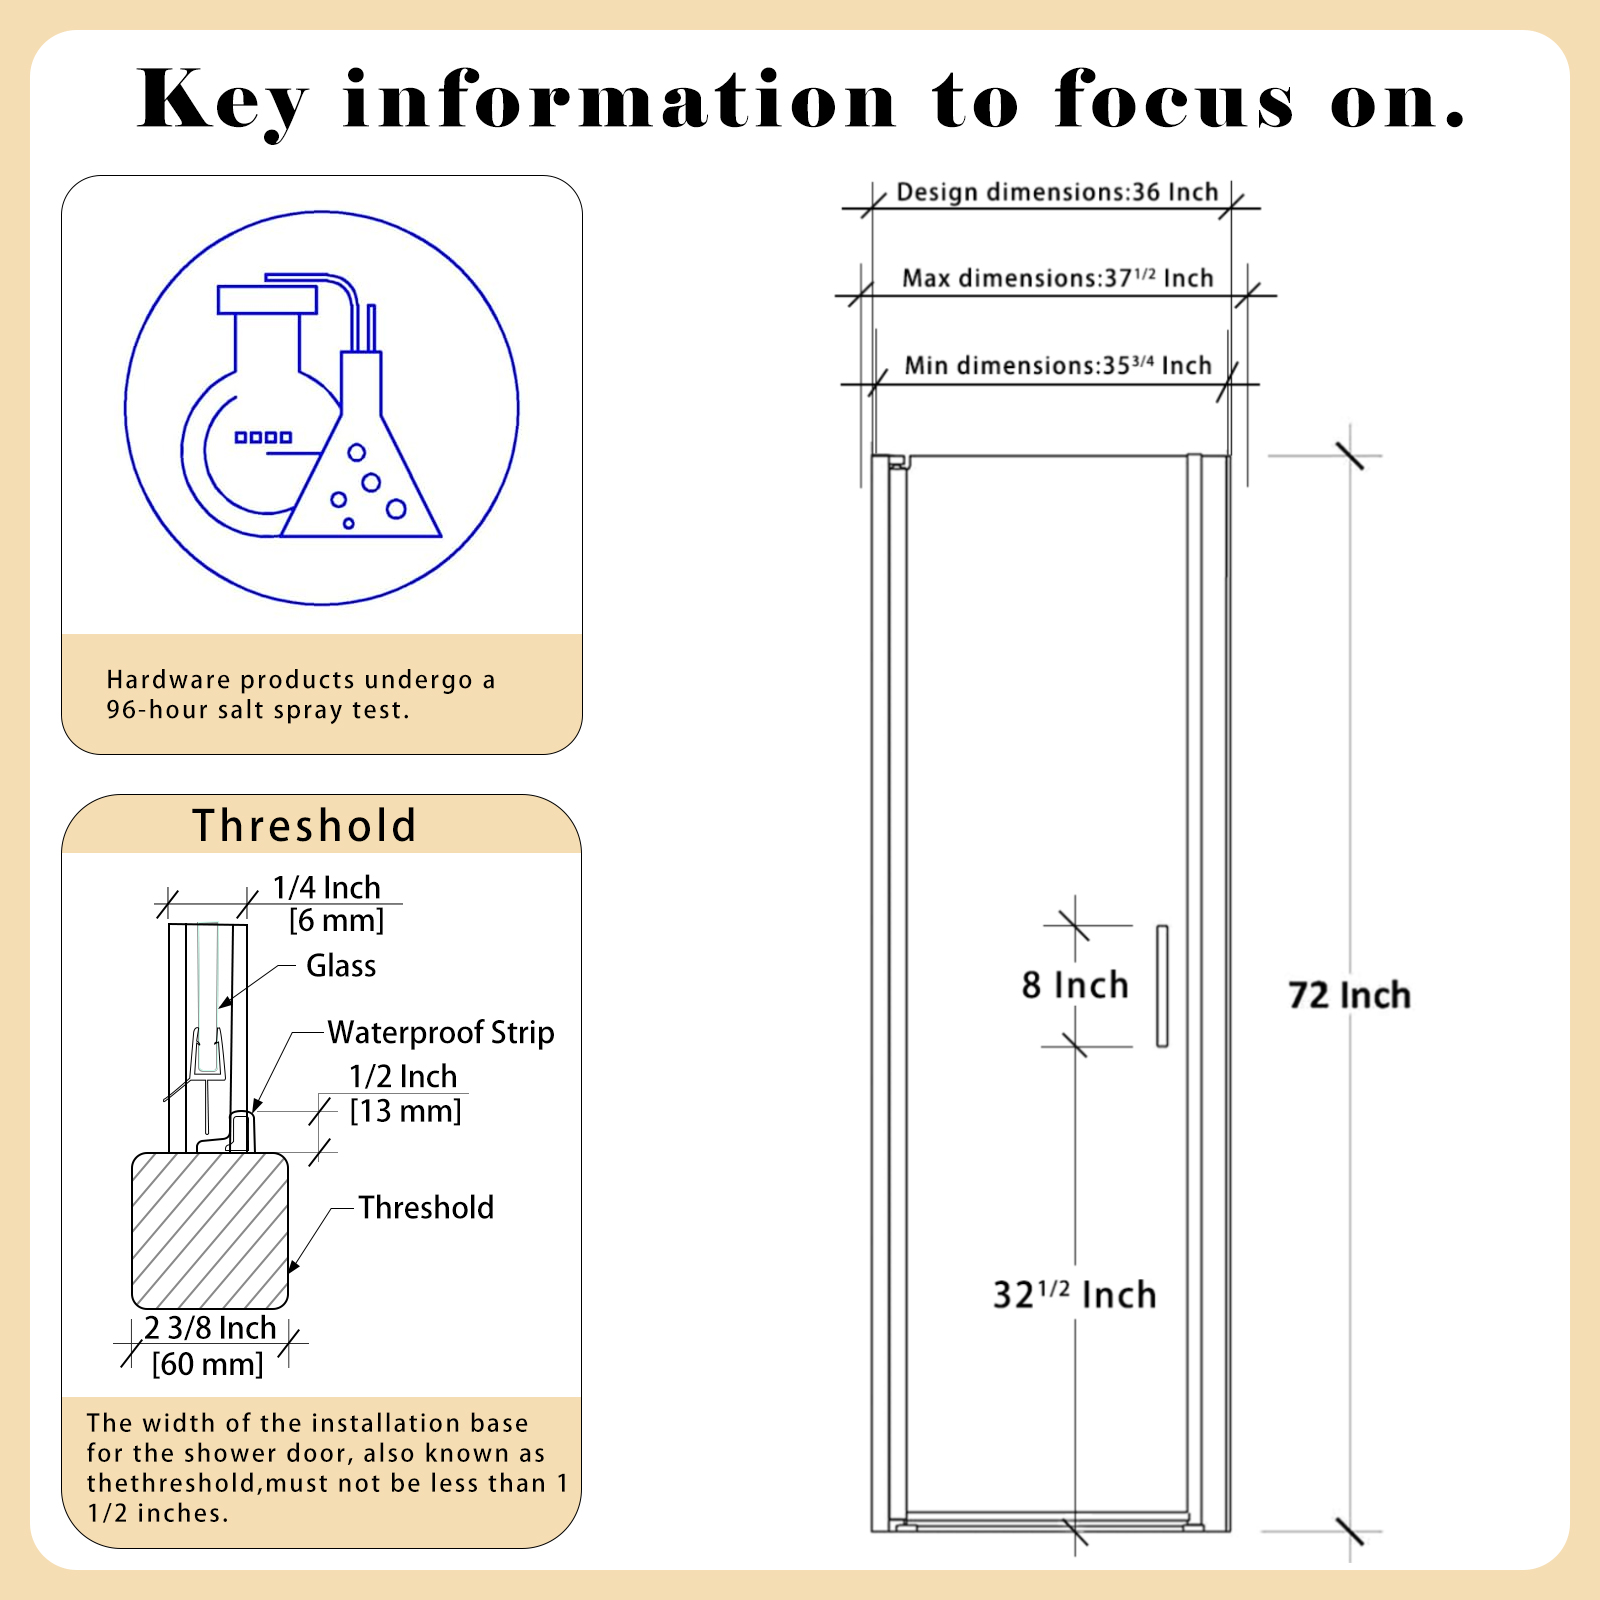 Key information to focus on.
Hardware products undergo a
96-hour salt spray test.
Threshold
1/4 Inch
[6 mm]
Glass
Waterproof Strip
1/2 Inch
[13 mm]
Threshold
2 3/8 Inch
[60 mm]
The width of the installation base
for the shower door, also known as
thethreshold,must not be less than 1
1/2 inches.
Design dimensions:36 Inch
Max dimensions:37 1/2 Inch
Min dimensions:35 3/4 Inch
8 Inch
72 Inch
32 1/2 Inch